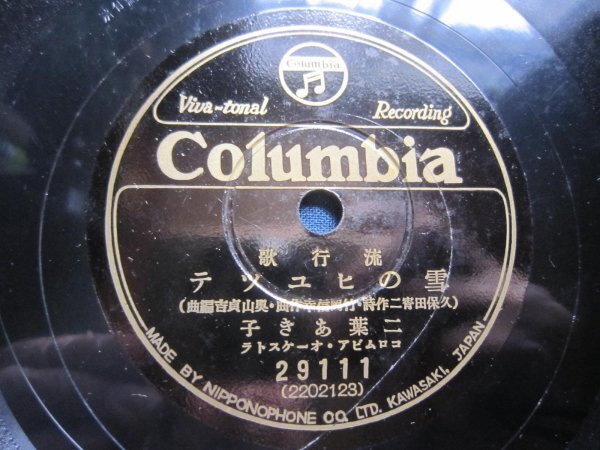 Columbia
Viva-tonal Recording
Columbia
流行歌
雪のヒユツテ
(久保田宵二作詩・竹岡信幸作曲・奥山貞吉編曲)
二葉あき子
コロムビア・オーケストラ
29111
(2202123)
MADE BY NIPPONOPHONE CO. LTD. KAWASAKI, JAPAN